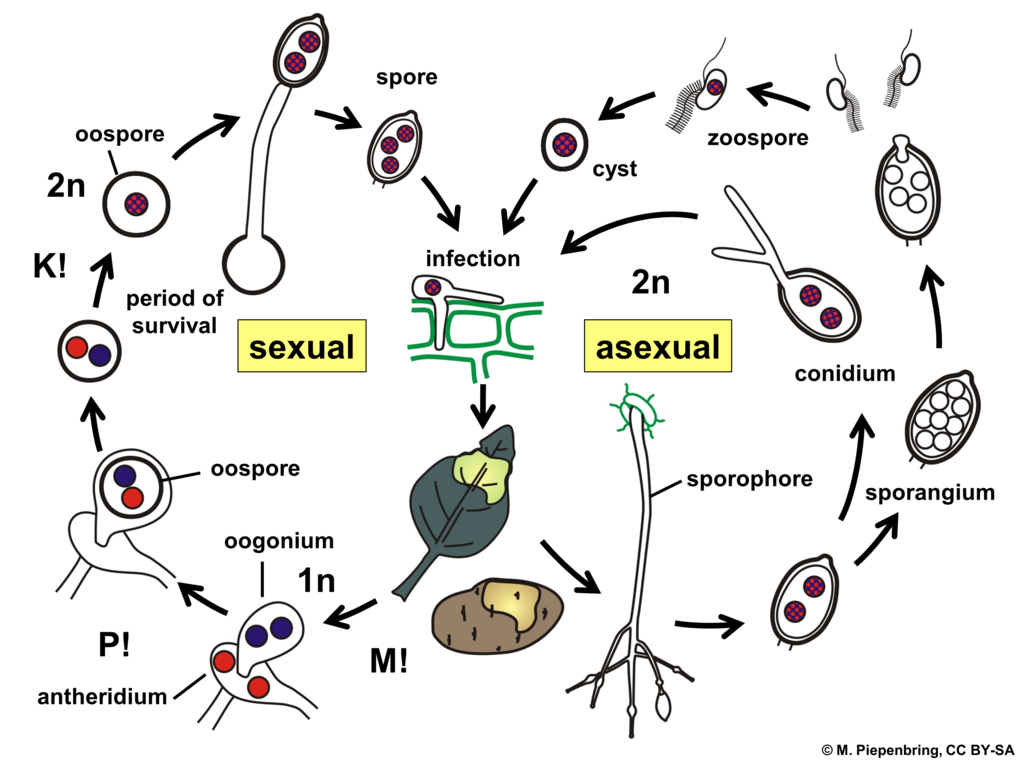 spore
oospore
zoospore
cyst
2n
K!
infection
2n
period of
survival
sexual
asexual
conidium
oospore
sporophore
sporangium
oogonium
1n
P!
M!
antheridium
© M. Piepenbring, CC BY-SA